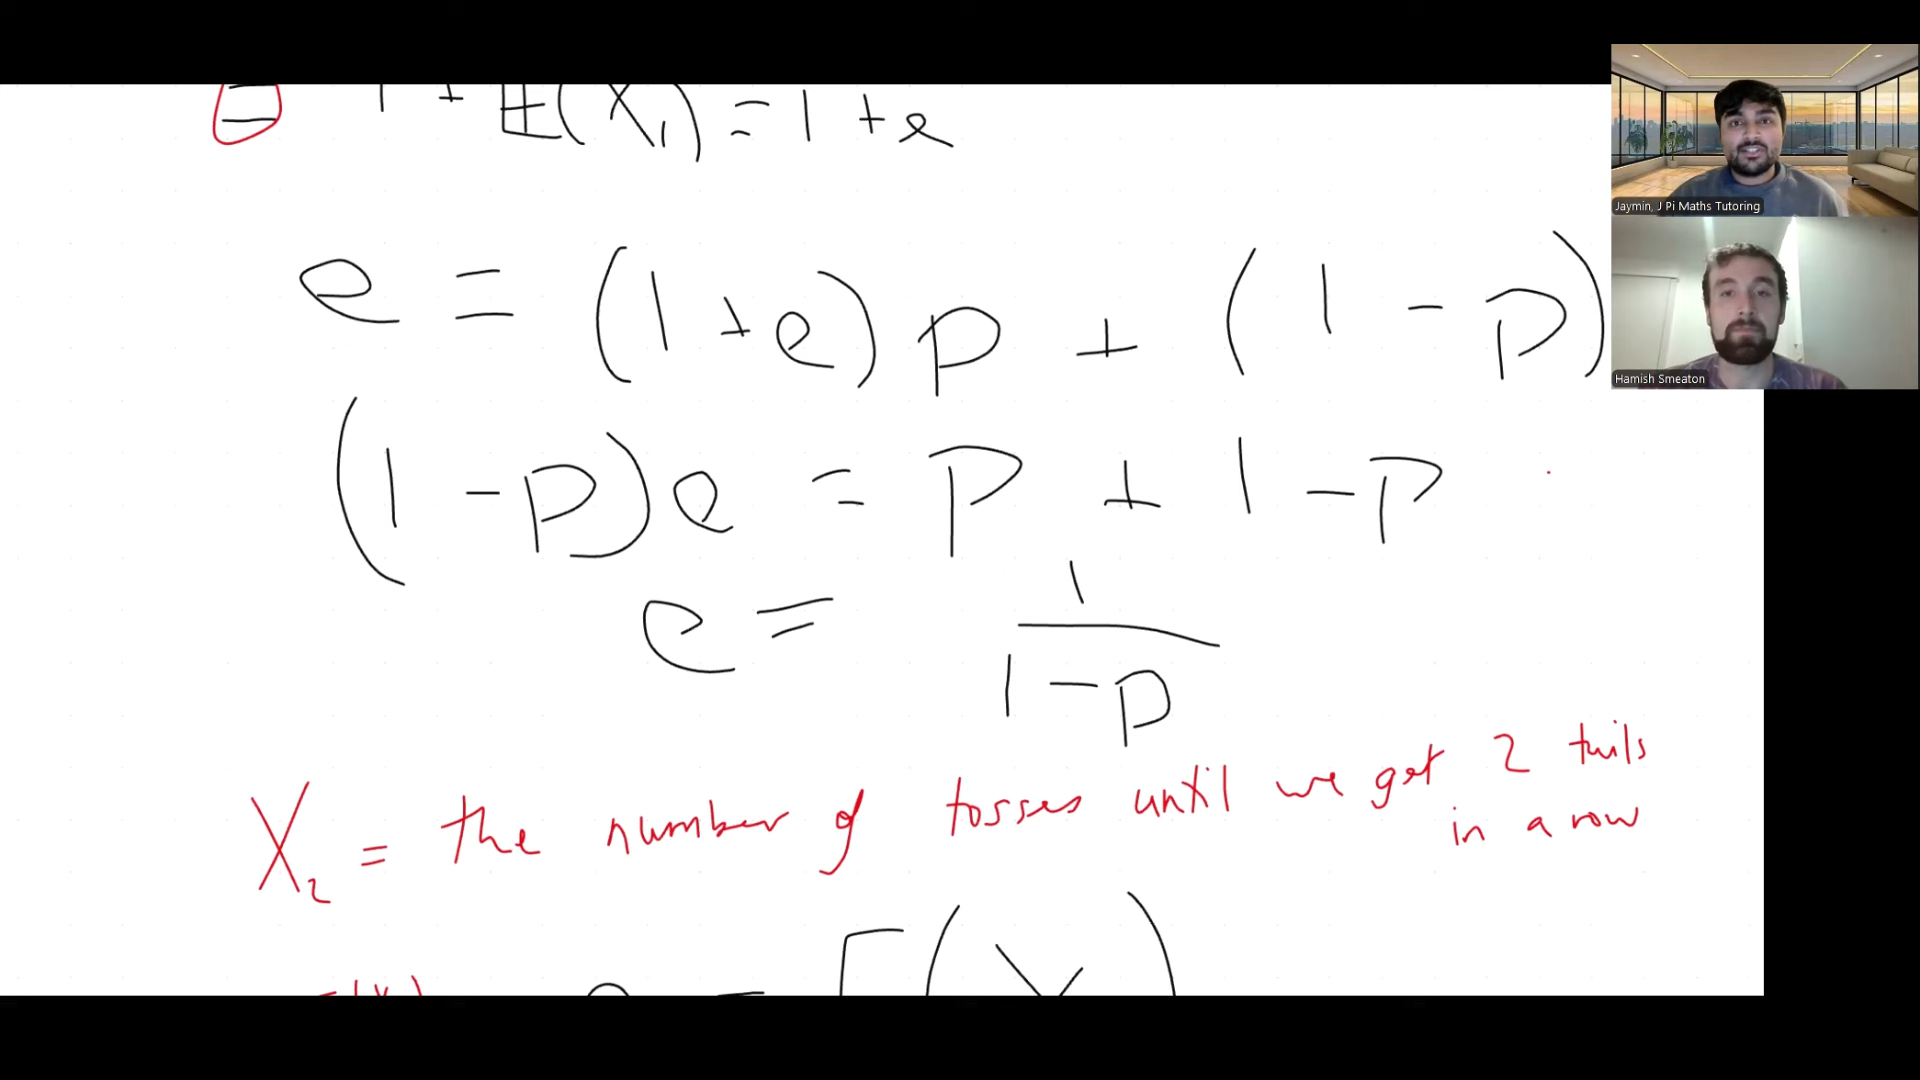 1 + 𝔼(X₁) = 1 + e
Jaymin, J Pi Maths Tutoring
e = (1 + e) p + (1 - p)
Hamish Smeaton
(1 - p) e = p + 1 - p
e = 1 / (1 - p)
X₂ = the number of tosses until we get 2 tails
in a row